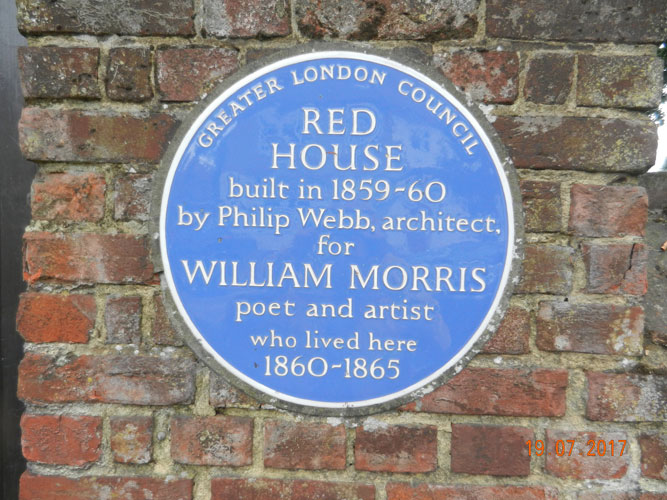 GREATER LONDON COUNCIL
RED
HOUSE
built in 1859-60
by Philip Webb, architect,
for
WILLIAM MORRIS
poet and artist
who lived here
1860-1865
19.07.2017